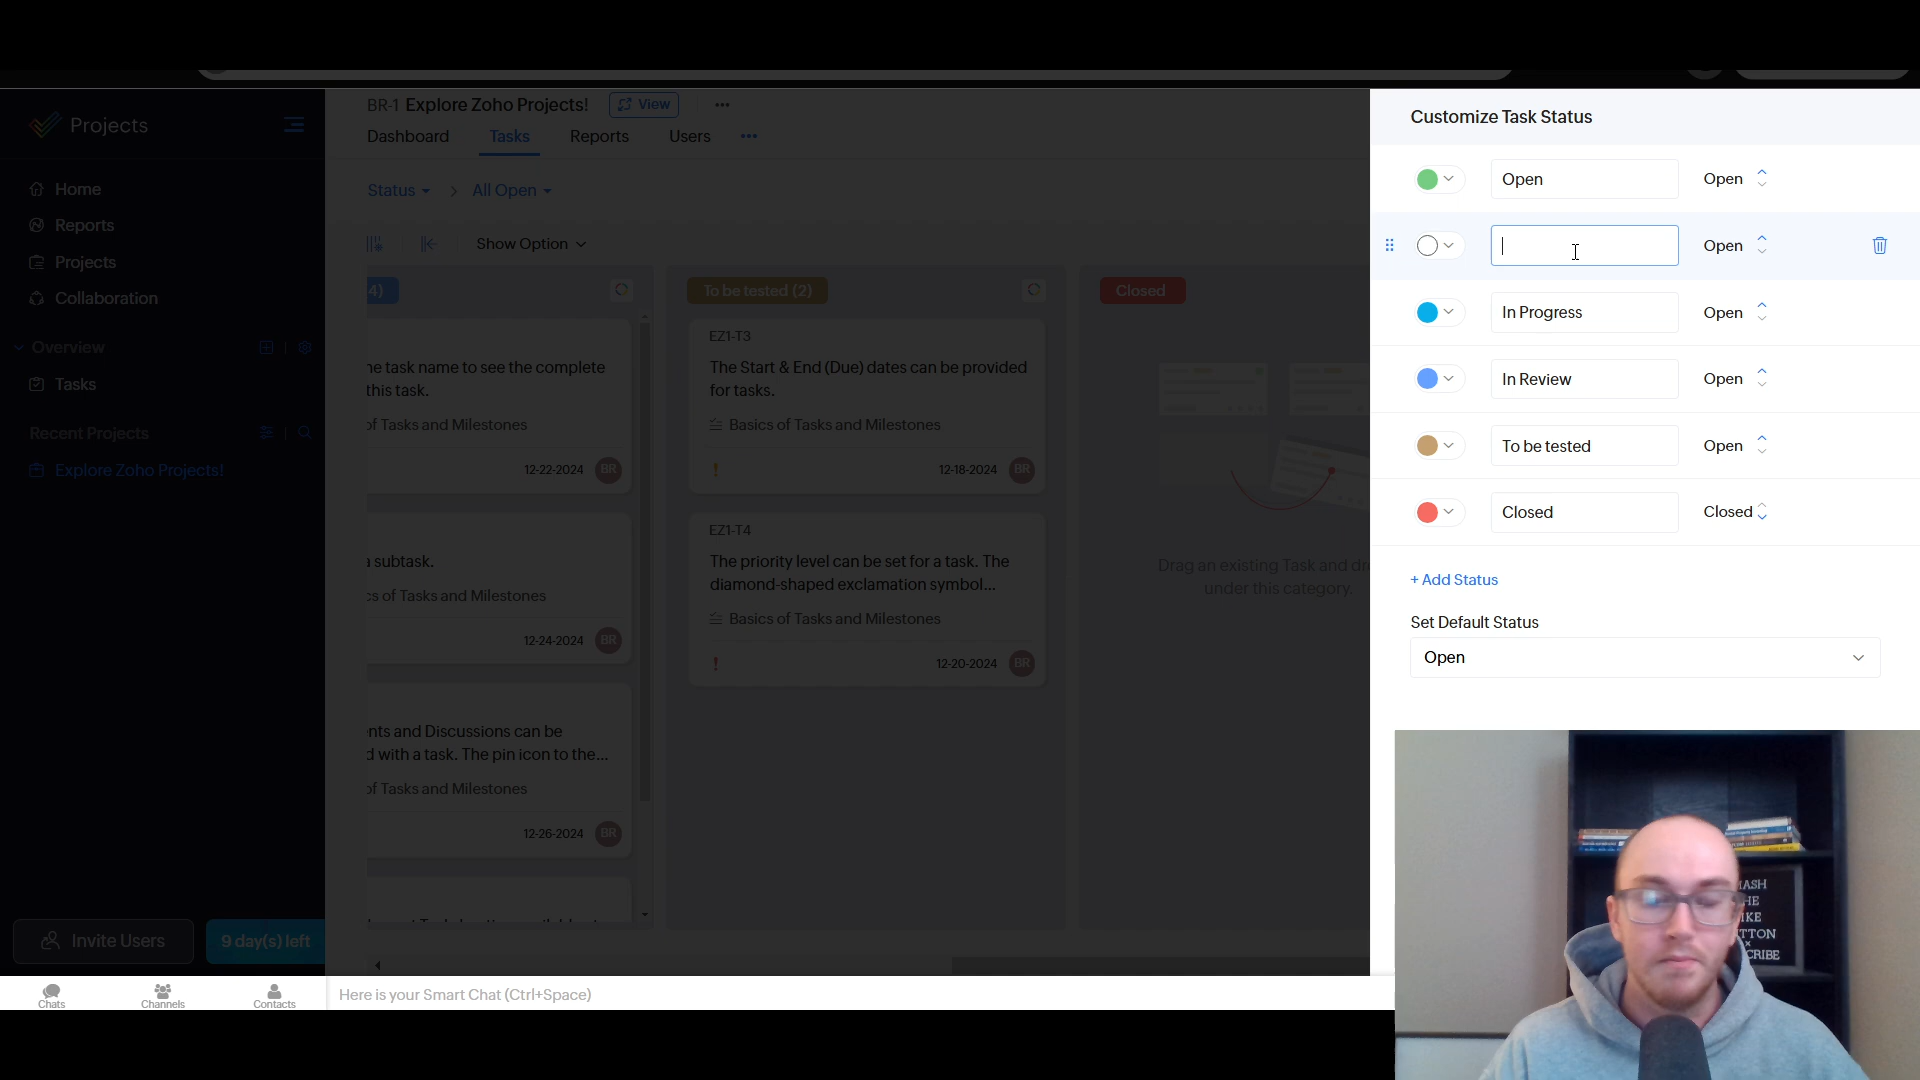 Projects
Home
Reports
Projects
Collaboration
Overview
Tasks
Recent Projects
Explore Zoho Projects!
Invite Users
9 day(s) left
Chats
Channels
Contacts
BR-1 Explore Zoho Projects! View
Dashboard Tasks Reports Users
Status > All Open
Show Option
4)
ne task name to see the complete
this task.
of Tasks and Milestones
12-22-2024 BR
a subtask.
cs of Tasks and Milestones
12-24-2024 BR
nts and Discussions can be
d with a task. The pin icon to the...
of Tasks and Milestones
12-26-2024 BR
To be tested (2)
EZ1-T3
The Start & End (Due) dates can be provided
for tasks.
Basics of Tasks and Milestones
! 12-18-2024 BR
EZ1-T4
The priority level can be set for a task. The
diamond-shaped exclamation symbol...
Basics of Tasks and Milestones
! 12-20-2024 BR
Closed
Drag an existing Task and dr
under this category.
Here is your Smart Chat (Ctrl+Space)
Customize Task Status
Open Open
Open
In Progress Open
In Review Open
To be tested Open
Closed Closed
+ Add Status
Set Default Status
Open
MASH
HE
IKE
TTON
×
CRIBE